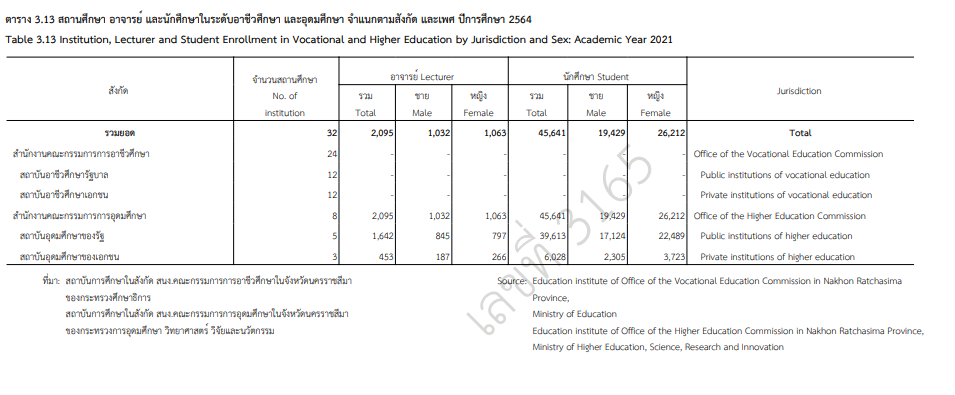 ตาราง 3.13 สถานศึกษา อาจารย์ และนักศึกษาในระดับอาชีวศึกษา และอุดมศึกษา จำแนกตามสังกัด และเพศ ปีการศึกษา 2564
Table 3.13 Institution, Lecturer and Student Enrollment in Vocational and Higher Education by Jurisdiction and Sex: Academic Year 2021
สังกัด จำนวนสถานศึกษา No. of institution อาจารย์ Lecturer นักศึกษา Student Jurisdiction
รวม ชาย หญิง รวม ชาย หญิง
Total Male Female Total Male Female
รวมยอด 32 2,095 1,032 1,063 45,641 19,429 26,212 Total
สำนักงานคณะกรรมการการอาชีวศึกษา 24 - - - - - - Office of the Vocational Education Commission
สถาบันอาชีวศึกษารัฐบาล 12 - - - - - - Public institutions of vocational education
สถาบันอาชีวศึกษาเอกชน 12 - - - - - - Private institutions of vocational education
สำนักงานคณะกรรมการการอุดมศึกษา 8 2,095 1,032 1,063 45,641 19,429 26,212 Office of the Higher Education Commission
สถาบันอุดมศึกษาของรัฐ 5 1,642 845 797 39,613 17,124 22,489 Public institutions of higher education
สถาบันอุดมศึกษาของเอกชน 3 453 187 266 6,028 2,305 3,723 Private institutions of higher education
ที่มา: สถาบันการศึกษาในสังกัด สนง.คณะกรรมการการอาชีวศึกษาในจังหวัดนครราชสีมา
ของกระทรวงศึกษาธิการ
สถาบันการศึกษาในสังกัด สนง.คณะกรรมการการอุดมศึกษาในจังหวัดนครราชสีมา
ของกระทรวงการอุดมศึกษา วิทยาศาสตร์ วิจัยและนวัตกรรม
Source: Education institute of Office of the Vocational Education Commission in Nakhon Ratchasima
Province,
Ministry of Education
Education institute of Office of the Higher Education Commission in Nakhon Ratchasima Province,
Ministry of Higher Education, Science, Research and Innovation
เลขที่ 3165